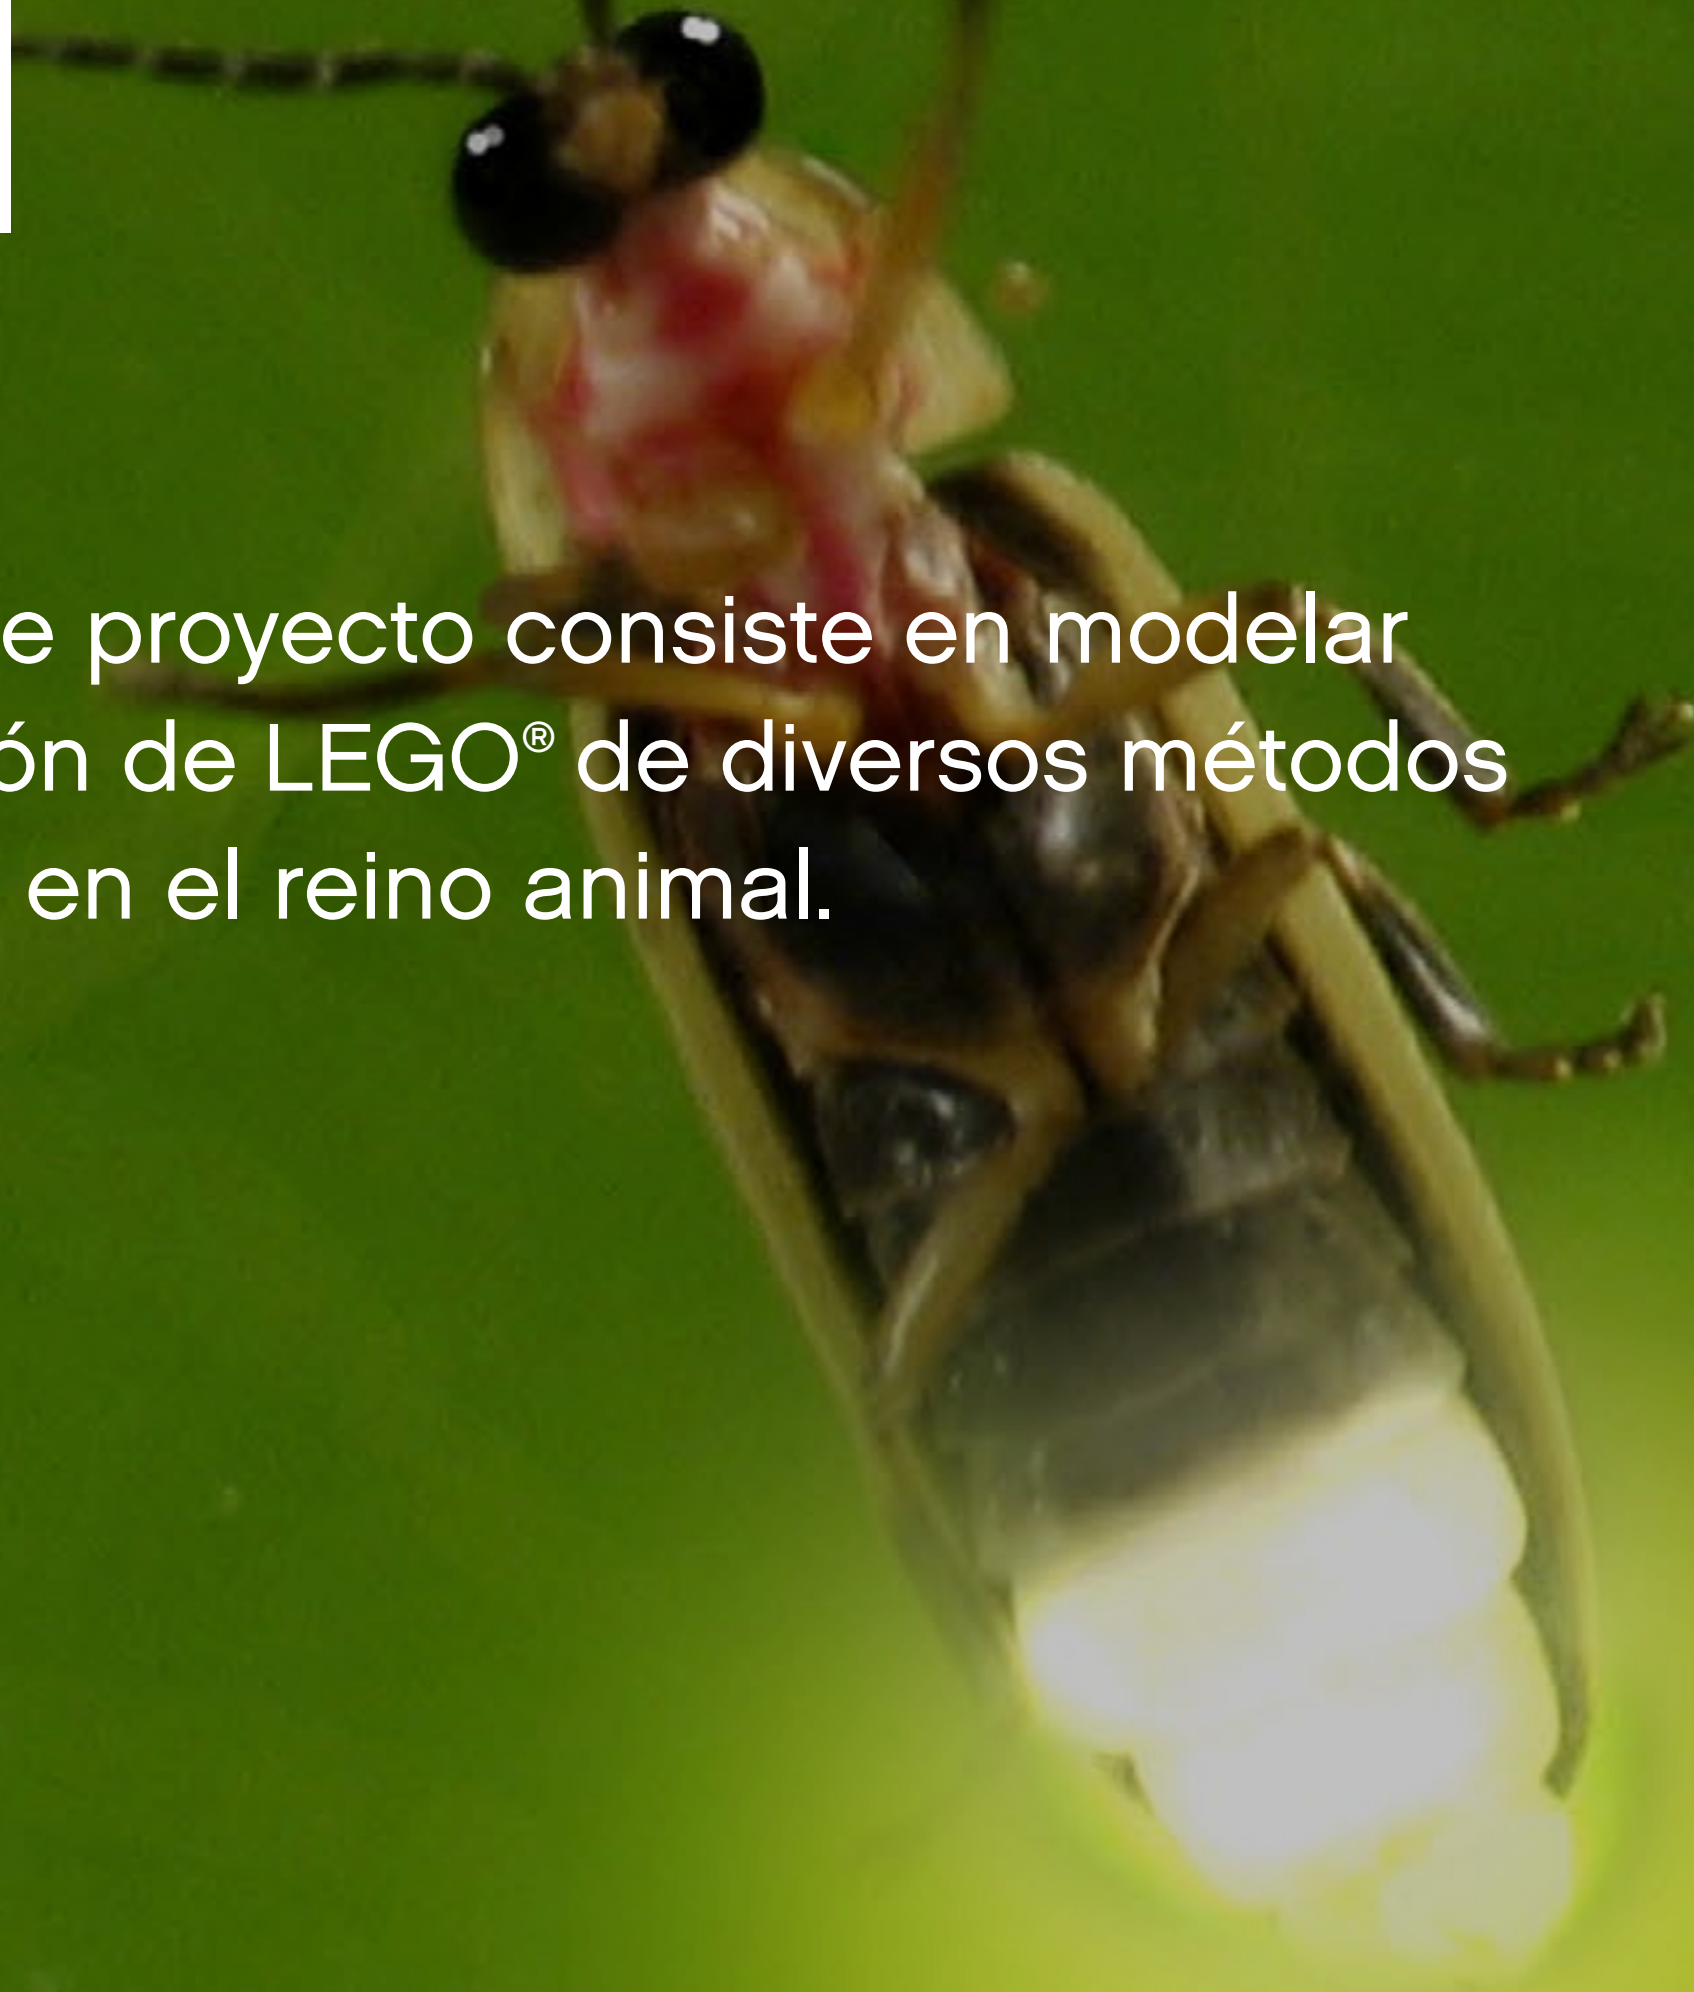 e proyecto consiste en modelar
ón de LEGO® de diversos métodos
en el reino animal.